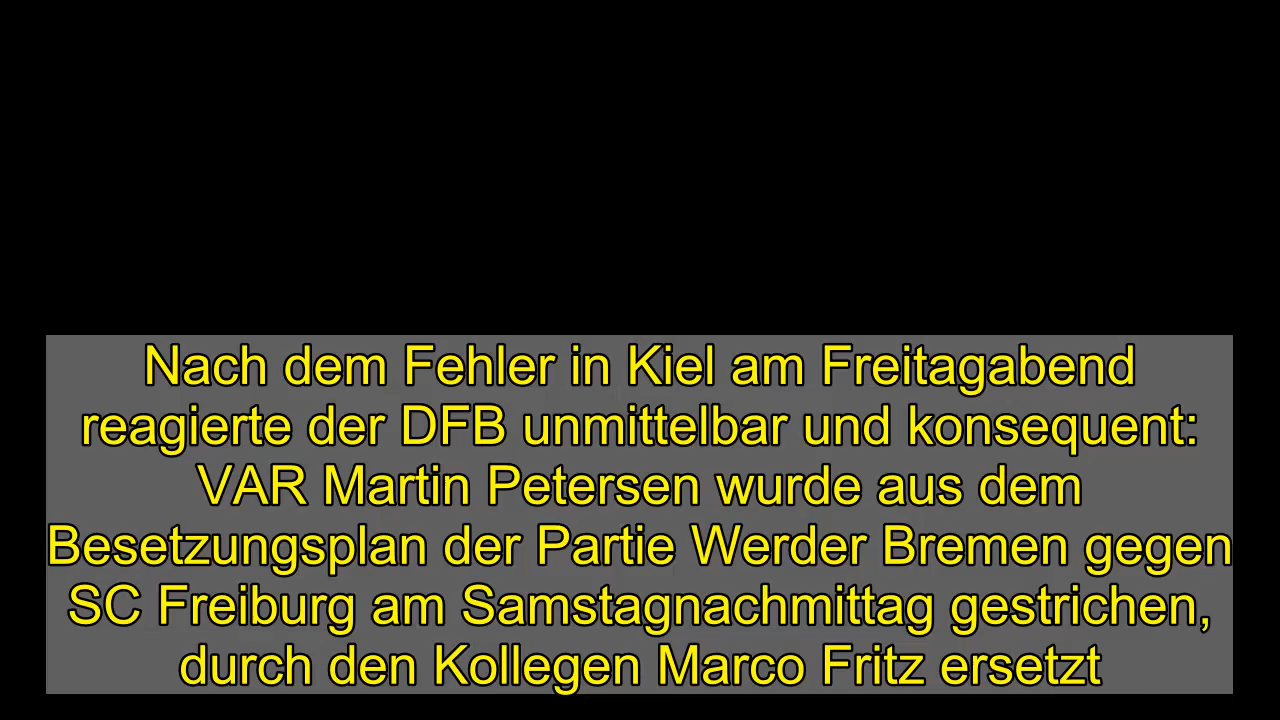 Nach dem Fehler in Kiel am Freitagabend
reagierte der DFB unmittelbar und konsequent:
VAR Martin Petersen wurde aus dem
Besetzungsplan der Partie Werder Bremen gegen
SC Freiburg am Samstagnachmittag gestrichen,
durch den Kollegen Marco Fritz ersetzt